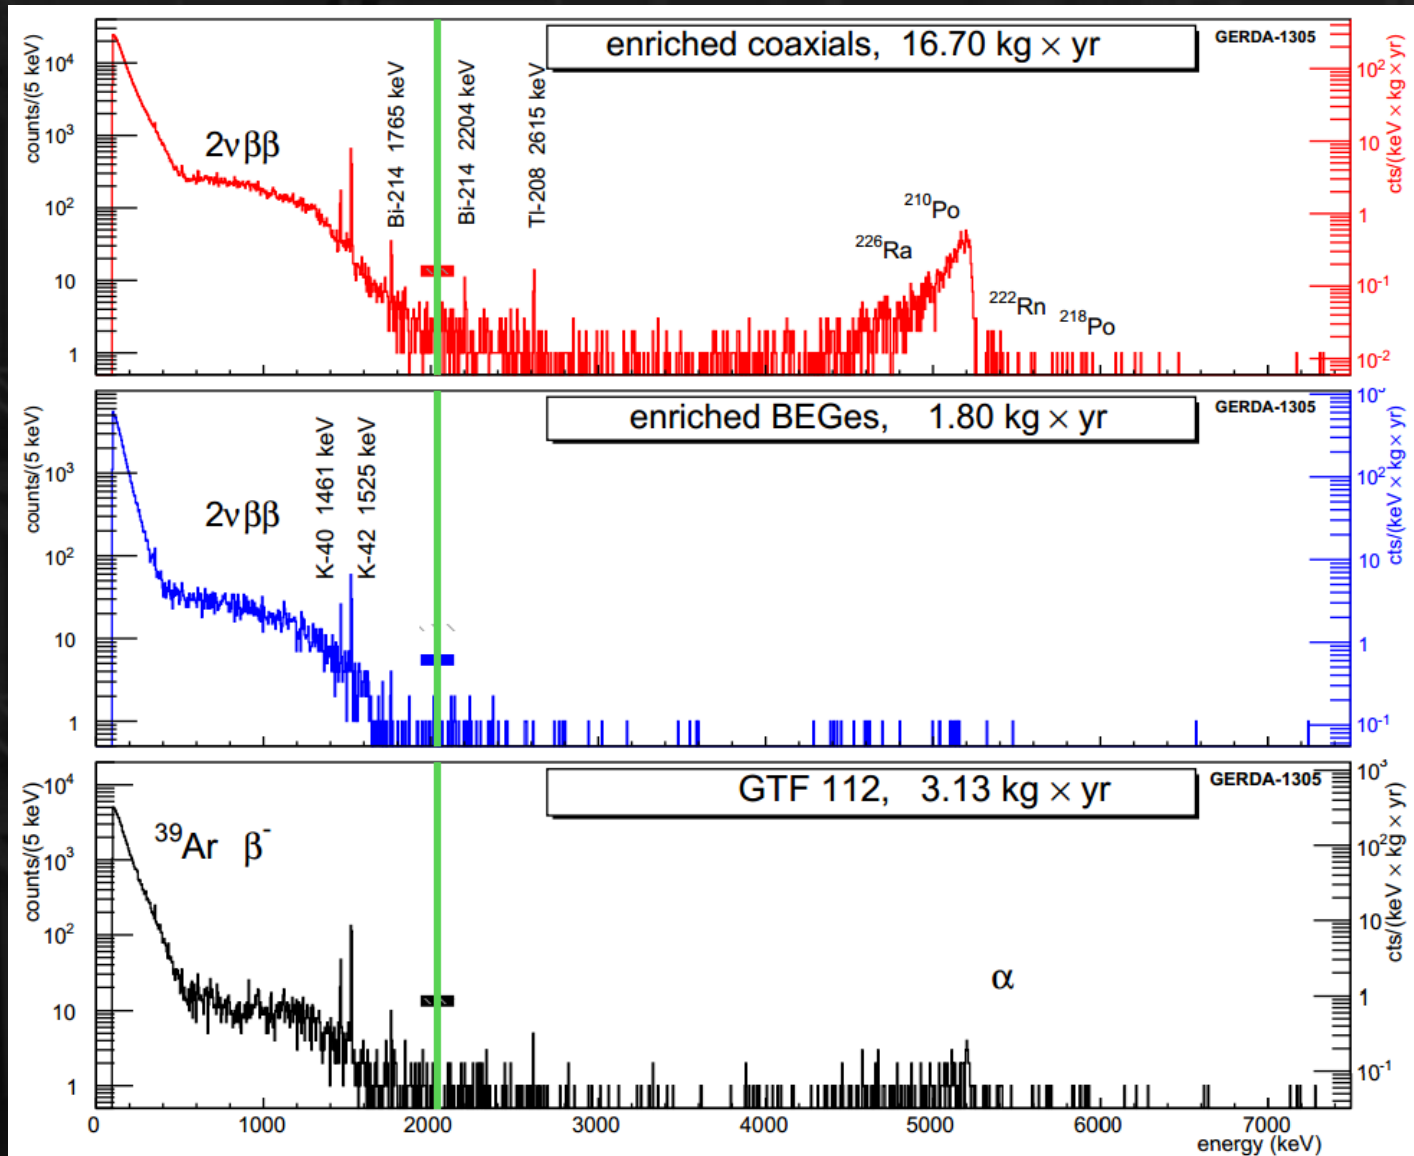 enriched coaxials, 16.70 kg × yr
GERDA-1305
counts/(5 keV)
10⁴
10³
10²
10
1
2νββ
Bi-214 1765 keV
Bi-214 2204 keV
Tl-208 2615 keV
²²⁶Ra
²¹⁰Po
²²²Rn
²¹⁸Po
10²
10
1
10⁻¹
10⁻²
cts/(keV × kg × yr)
enriched BEGes, 1.80 kg × yr
GERDA-1305
counts/(5 keV)
10³
10²
10
1
2νββ
K-40 1461 keV
K-42 1525 keV
10³
10²
10
1
10⁻¹
cts/(keV × kg × yr)
GTF 112, 3.13 kg × yr
GERDA-1305
counts/(5 keV)
10⁴
10³
10²
10
1
³⁹Ar β⁻
α
10³
10²
10
1
10⁻¹
cts/(keV × kg × yr)
0 1000 2000 3000 4000 5000 6000 7000
energy (keV)